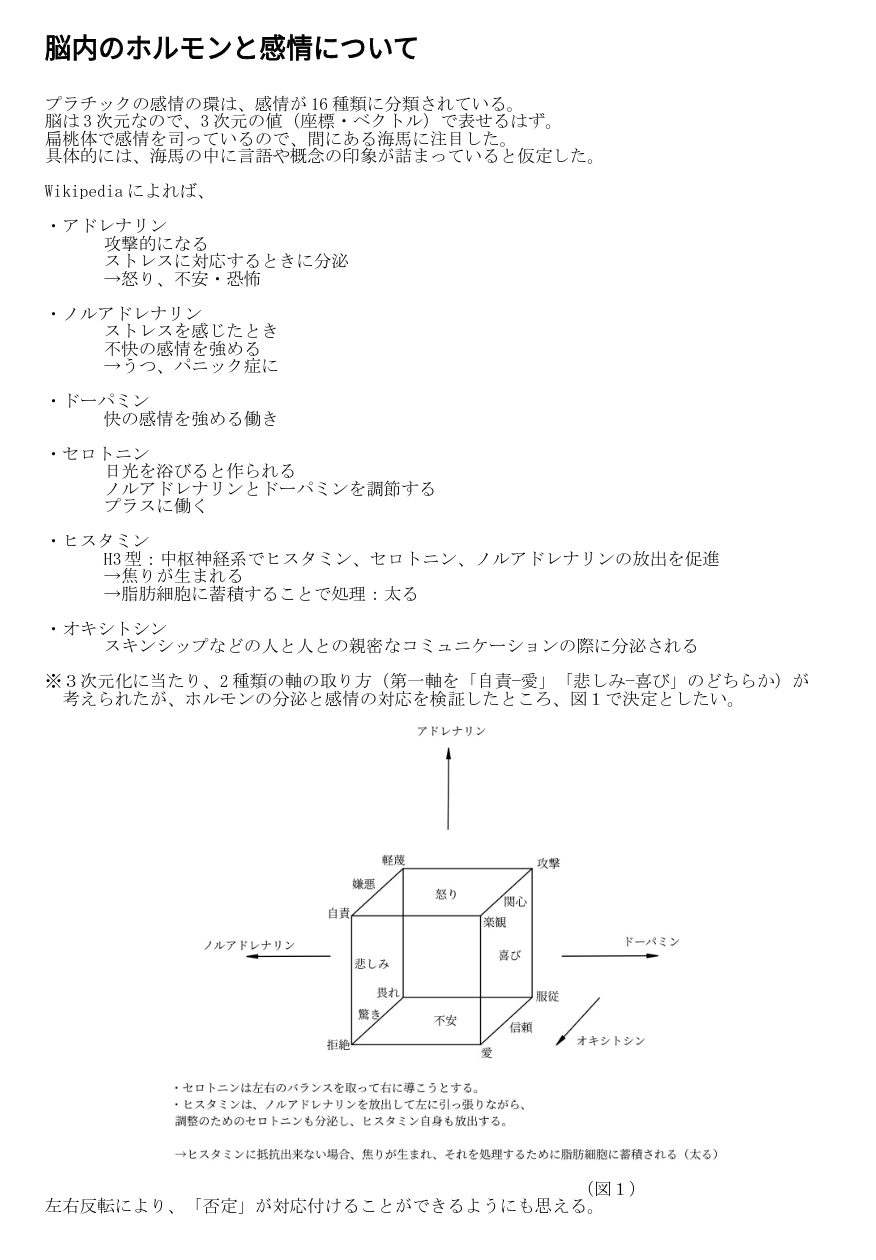 脳内のホルモンと感情について
プラチックの感情の環は、感情が16種類に分類されている。
脳は3次元なので、3次元の値（座標・ベクトル）で表せるはず。
扁桃体で感情を司っているので、間にある海馬に注目した。
具体的には、海馬の中に言語や概念の印象が詰まっていると仮定した。
Wikipediaによれば、
・アドレナリン
攻撃的になる
ストレスに対応するときに分泌
→怒り、不安・恐怖
・ノルアドレナリン
ストレスを感じたとき
不快の感情を強める
→うつ、パニック症に
・ドーパミン
快の感情を強める働き
・セロトニン
日光を浴びると作られる
ノルアドレナリンとドーパミンを調節する
プラスに働く
・ヒスタミン
H3型：中枢神経系でヒスタミン、セロトニン、ノルアドレナリンの放出を促進
→焦りが生まれる
→脂肪細胞に蓄積することで処理：太る
・オキシトシン
スキンシップなどの人と人との親密なコミュニケーションの際に分泌される
※３次元化に当たり、2種類の軸の取り方（第一軸を「自責−愛」「悲しみ−喜び」のどちらか）が
考えられたが、ホルモンの分泌と感情の対応を検証したところ、図１で決定としたい。
アドレナリン
軽蔑
攻撃
嫌悪
怒り
関心
自責
楽観
ノルアドレナリン
ドーパミン
悲しみ
喜び
畏れ
服従
驚き
不安
信頼
拒絶
愛
オキシトシン
・セロトニンは左右のバランスを取って右に導こうとする。
・ヒスタミンは、ノルアドレナリンを放出して左に引っ張りながら、
調整のためのセロトニンも分泌し、ヒスタミン自身も放出する。
→ヒスタミンに抵抗出来ない場合、焦りが生まれ、それを処理するために脂肪細胞に蓄積される（太る）
（図１）
左右反転により、「否定」が対応付けることができるようにも思える。